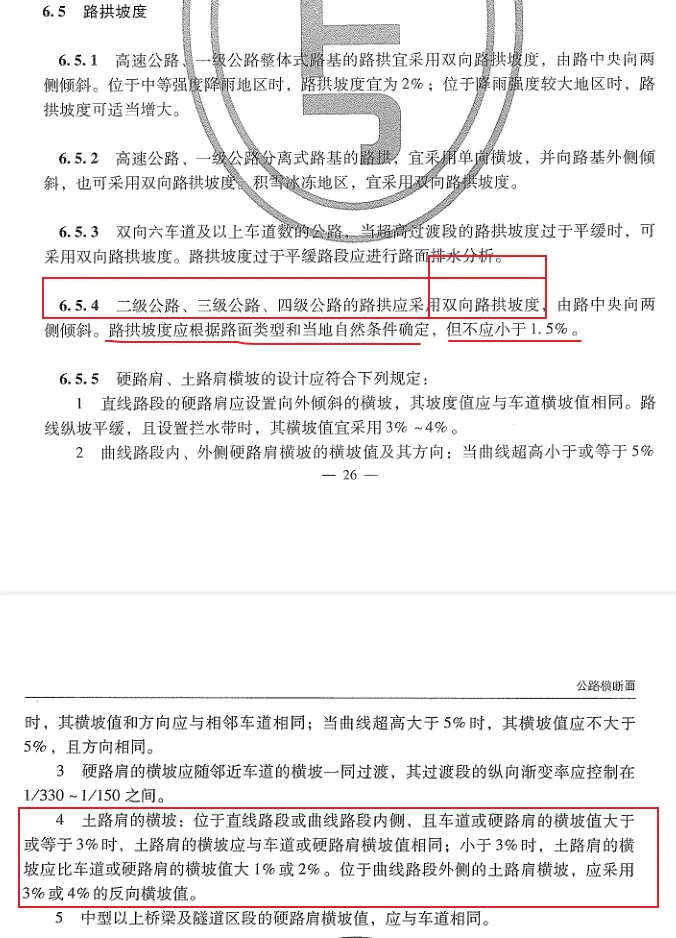 6.5 路拱坡度
6.5.1 高速公路、一级公路整体式路基的路拱宜采用双向路拱坡度，由路中央向两
侧倾斜。位于中等强度降雨地区时，路拱坡度宜为2%；位于降雨强度较大地区时，路
拱坡度可适当增大。
6.5.2 高速公路、一级公路分离式路基的路拱，宜采用单向横坡，并向路基外侧倾
斜，也可采用双向路拱坡度。积雪冰冻地区，宜采用双向路拱坡度。
6.5.3 双向六车道及以上车道数的公路，当超高过渡段的路拱坡度过于平缓时，可
采用双向路拱坡度。路拱坡度过于平缓路段应进行路面排水分析。
6.5.4 二级公路、三级公路、四级公路的路拱应采用双向路拱坡度，由路中央向两
侧倾斜。路拱坡度应根据路面类型和当地自然条件确定，但不应小于1.5%。
6.5.5 硬路肩、土路肩横坡的设计应符合下列规定：
1 直线路段的硬路肩应设置向外倾斜的横坡，其坡度值应与车道横坡值相同。路
线纵坡平缓，且设置拦水带时，其横坡值宜采用3%~4%。
2 曲线路段内、外侧硬路肩横坡的横坡值及其方向：当曲线超高小于或等于5%
— 26 —
公路横断面
时，其横坡值和方向应与相邻车道相同；当曲线超高大于5%时，其横坡值应不大于
5%，且方向相同。
3 硬路肩的横坡应随邻近车道的横坡一同过渡，其过渡段的纵向渐变率应控制在
1/330~1/150之间。
4 土路肩的横坡：位于直线路段或曲线路段内侧，且车道或硬路肩的横坡值大于
或等于3%时，土路肩的横坡应与车道或硬路肩横坡值相同；小于3%时，土路肩的横
坡应比车道或硬路肩的横坡值大1%或2%。位于曲线路段外侧的土路肩横坡，应采用
3%或4%的反向横坡值。
5 中型以上桥梁及隧道区段的硬路肩横坡值，应与车道相同。